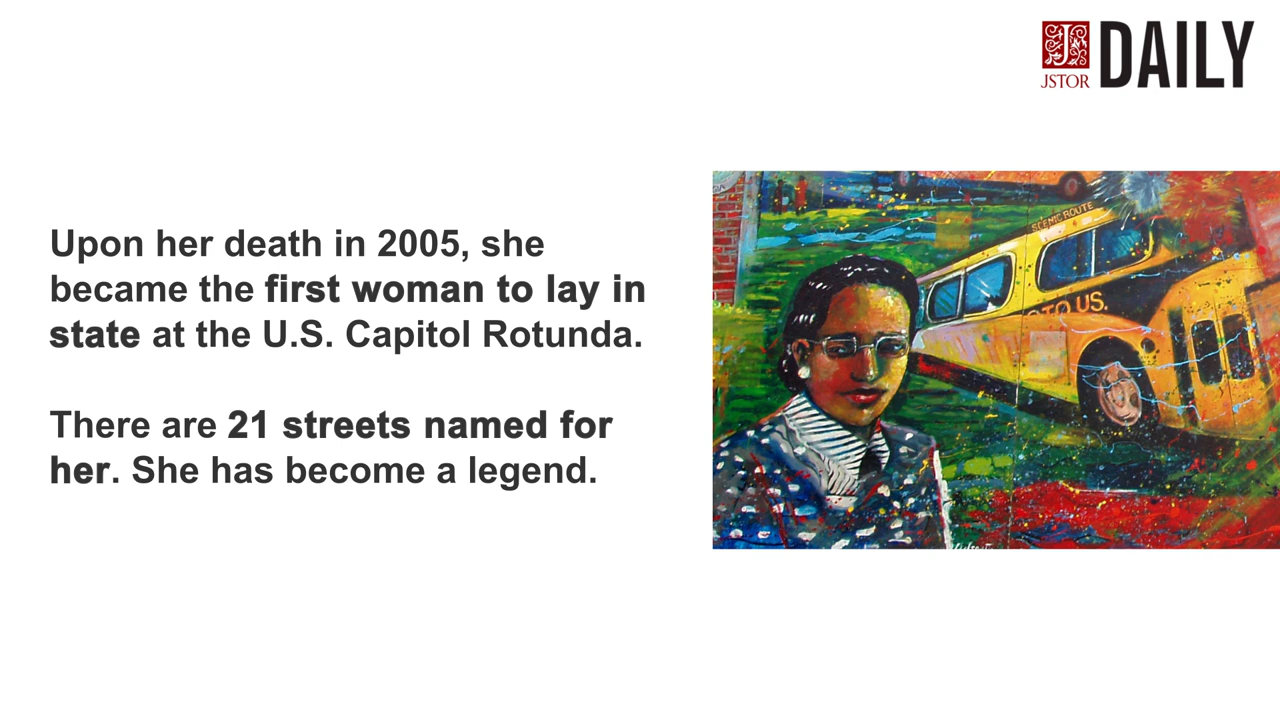 JSTOR DAILY
Upon her death in 2005, she
became the first woman to lay in
state at the U.S. Capitol Rotunda.
There are 21 streets named for
her. She has become a legend.
SCENIC ROUTE
TO US.